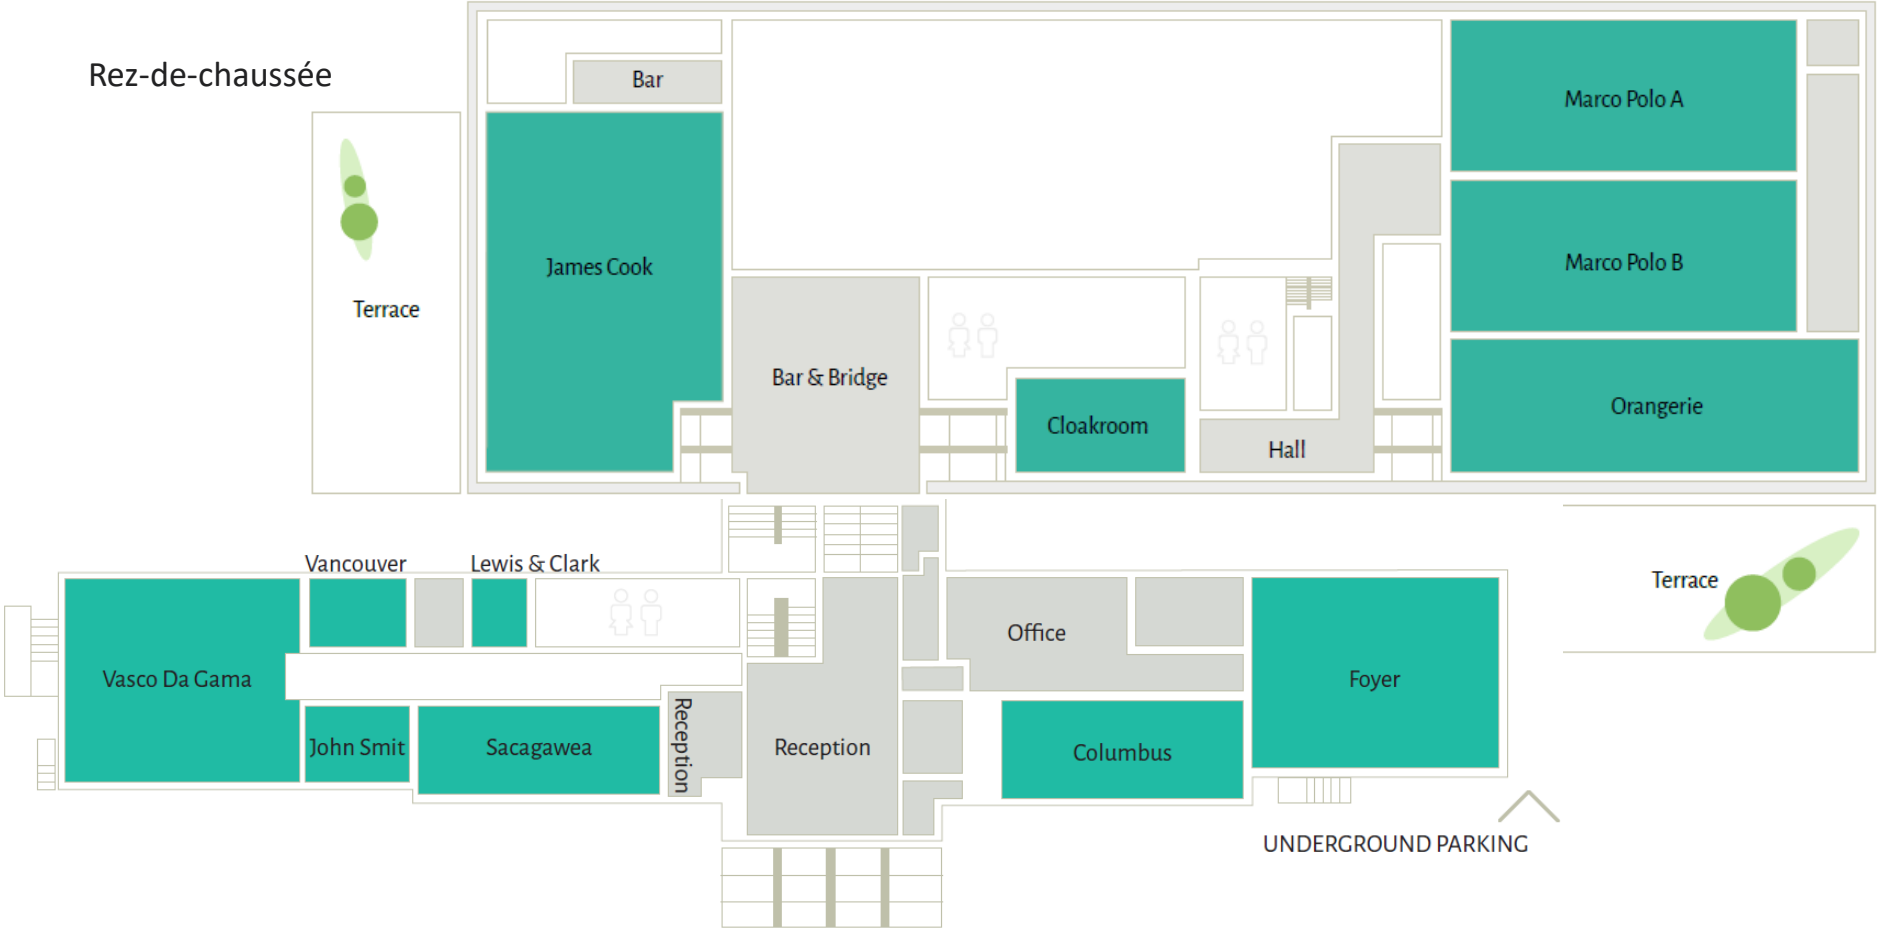 Rez-de-chaussée
Bar
Marco Polo A
James Cook
Marco Polo B
Terrace
Bar & Bridge
Cloakroom
Hall
Orangerie
Vancouver
Lewis & Clark
Terrace
Office
Vasco Da Gama
Foyer
John Smit
Sacagawea
Reception
Reception
Columbus
UNDERGROUND PARKING